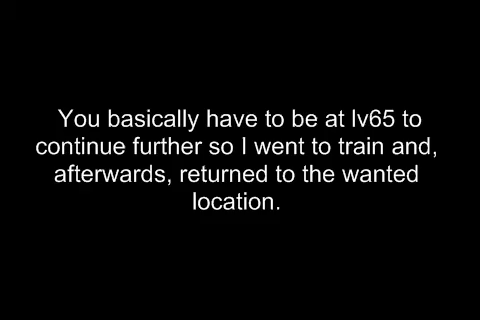 You basically have to be at lv65 to
continue further so I went to train and,
afterwards, returned to the wanted
location.